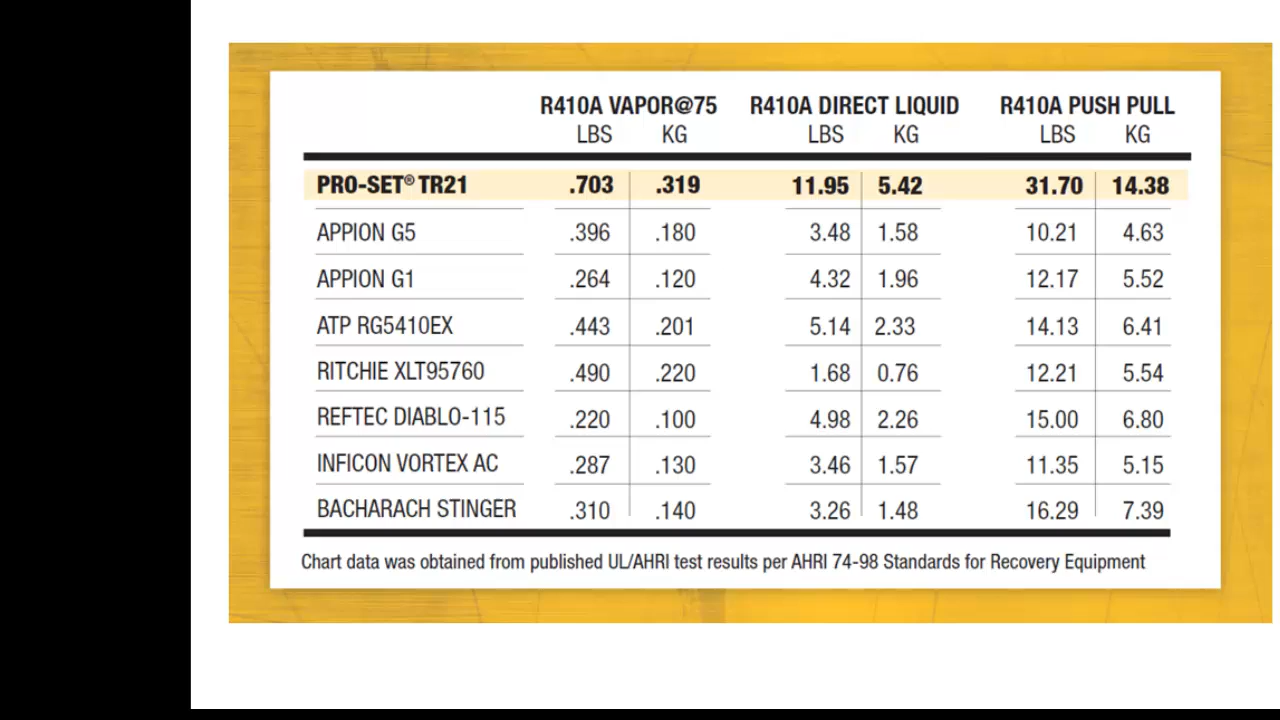 R410A VAPOR@75 R410A DIRECT LIQUID R410A PUSH PULL
LBS KG LBS KG LBS KG
PRO-SET® TR21 .703 .319 11.95 5.42 31.70 14.38
APPION G5 .396 .180 3.48 1.58 10.21 4.63
APPION G1 .264 .120 4.32 1.96 12.17 5.52
ATP RG5410EX .443 .201 5.14 2.33 14.13 6.41
RITCHIE XLT95760 .490 .220 1.68 0.76 12.21 5.54
REFTEC DIABLO-115 .220 .100 4.98 2.26 15.00 6.80
INFICON VORTEX AC .287 .130 3.46 1.57 11.35 5.15
BACHARACH STINGER .310 .140 3.26 1.48 16.29 7.39
Chart data was obtained from published UL/AHRI test results per AHRI 74-98 Standards for Recovery Equipment